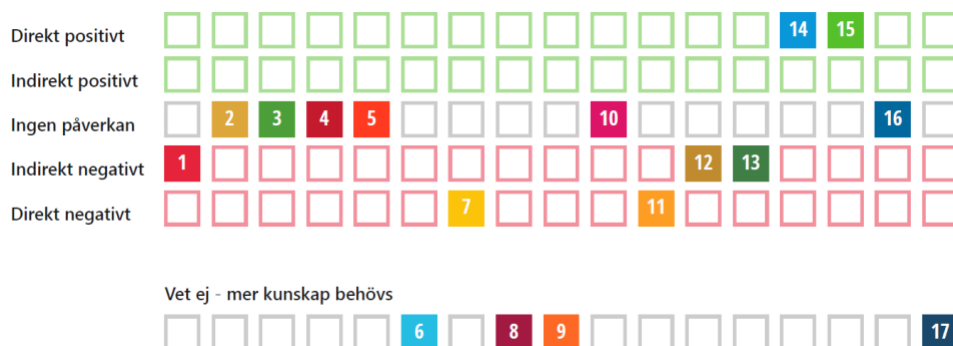 Direkt positivt 14 15
Indirekt positivt
Ingen påverkan 2 3 4 5 10 16
Indirekt negativt 1 12 13
Direkt negativt 7 11
Vet ej - mer kunskap behövs
6 8 9 17